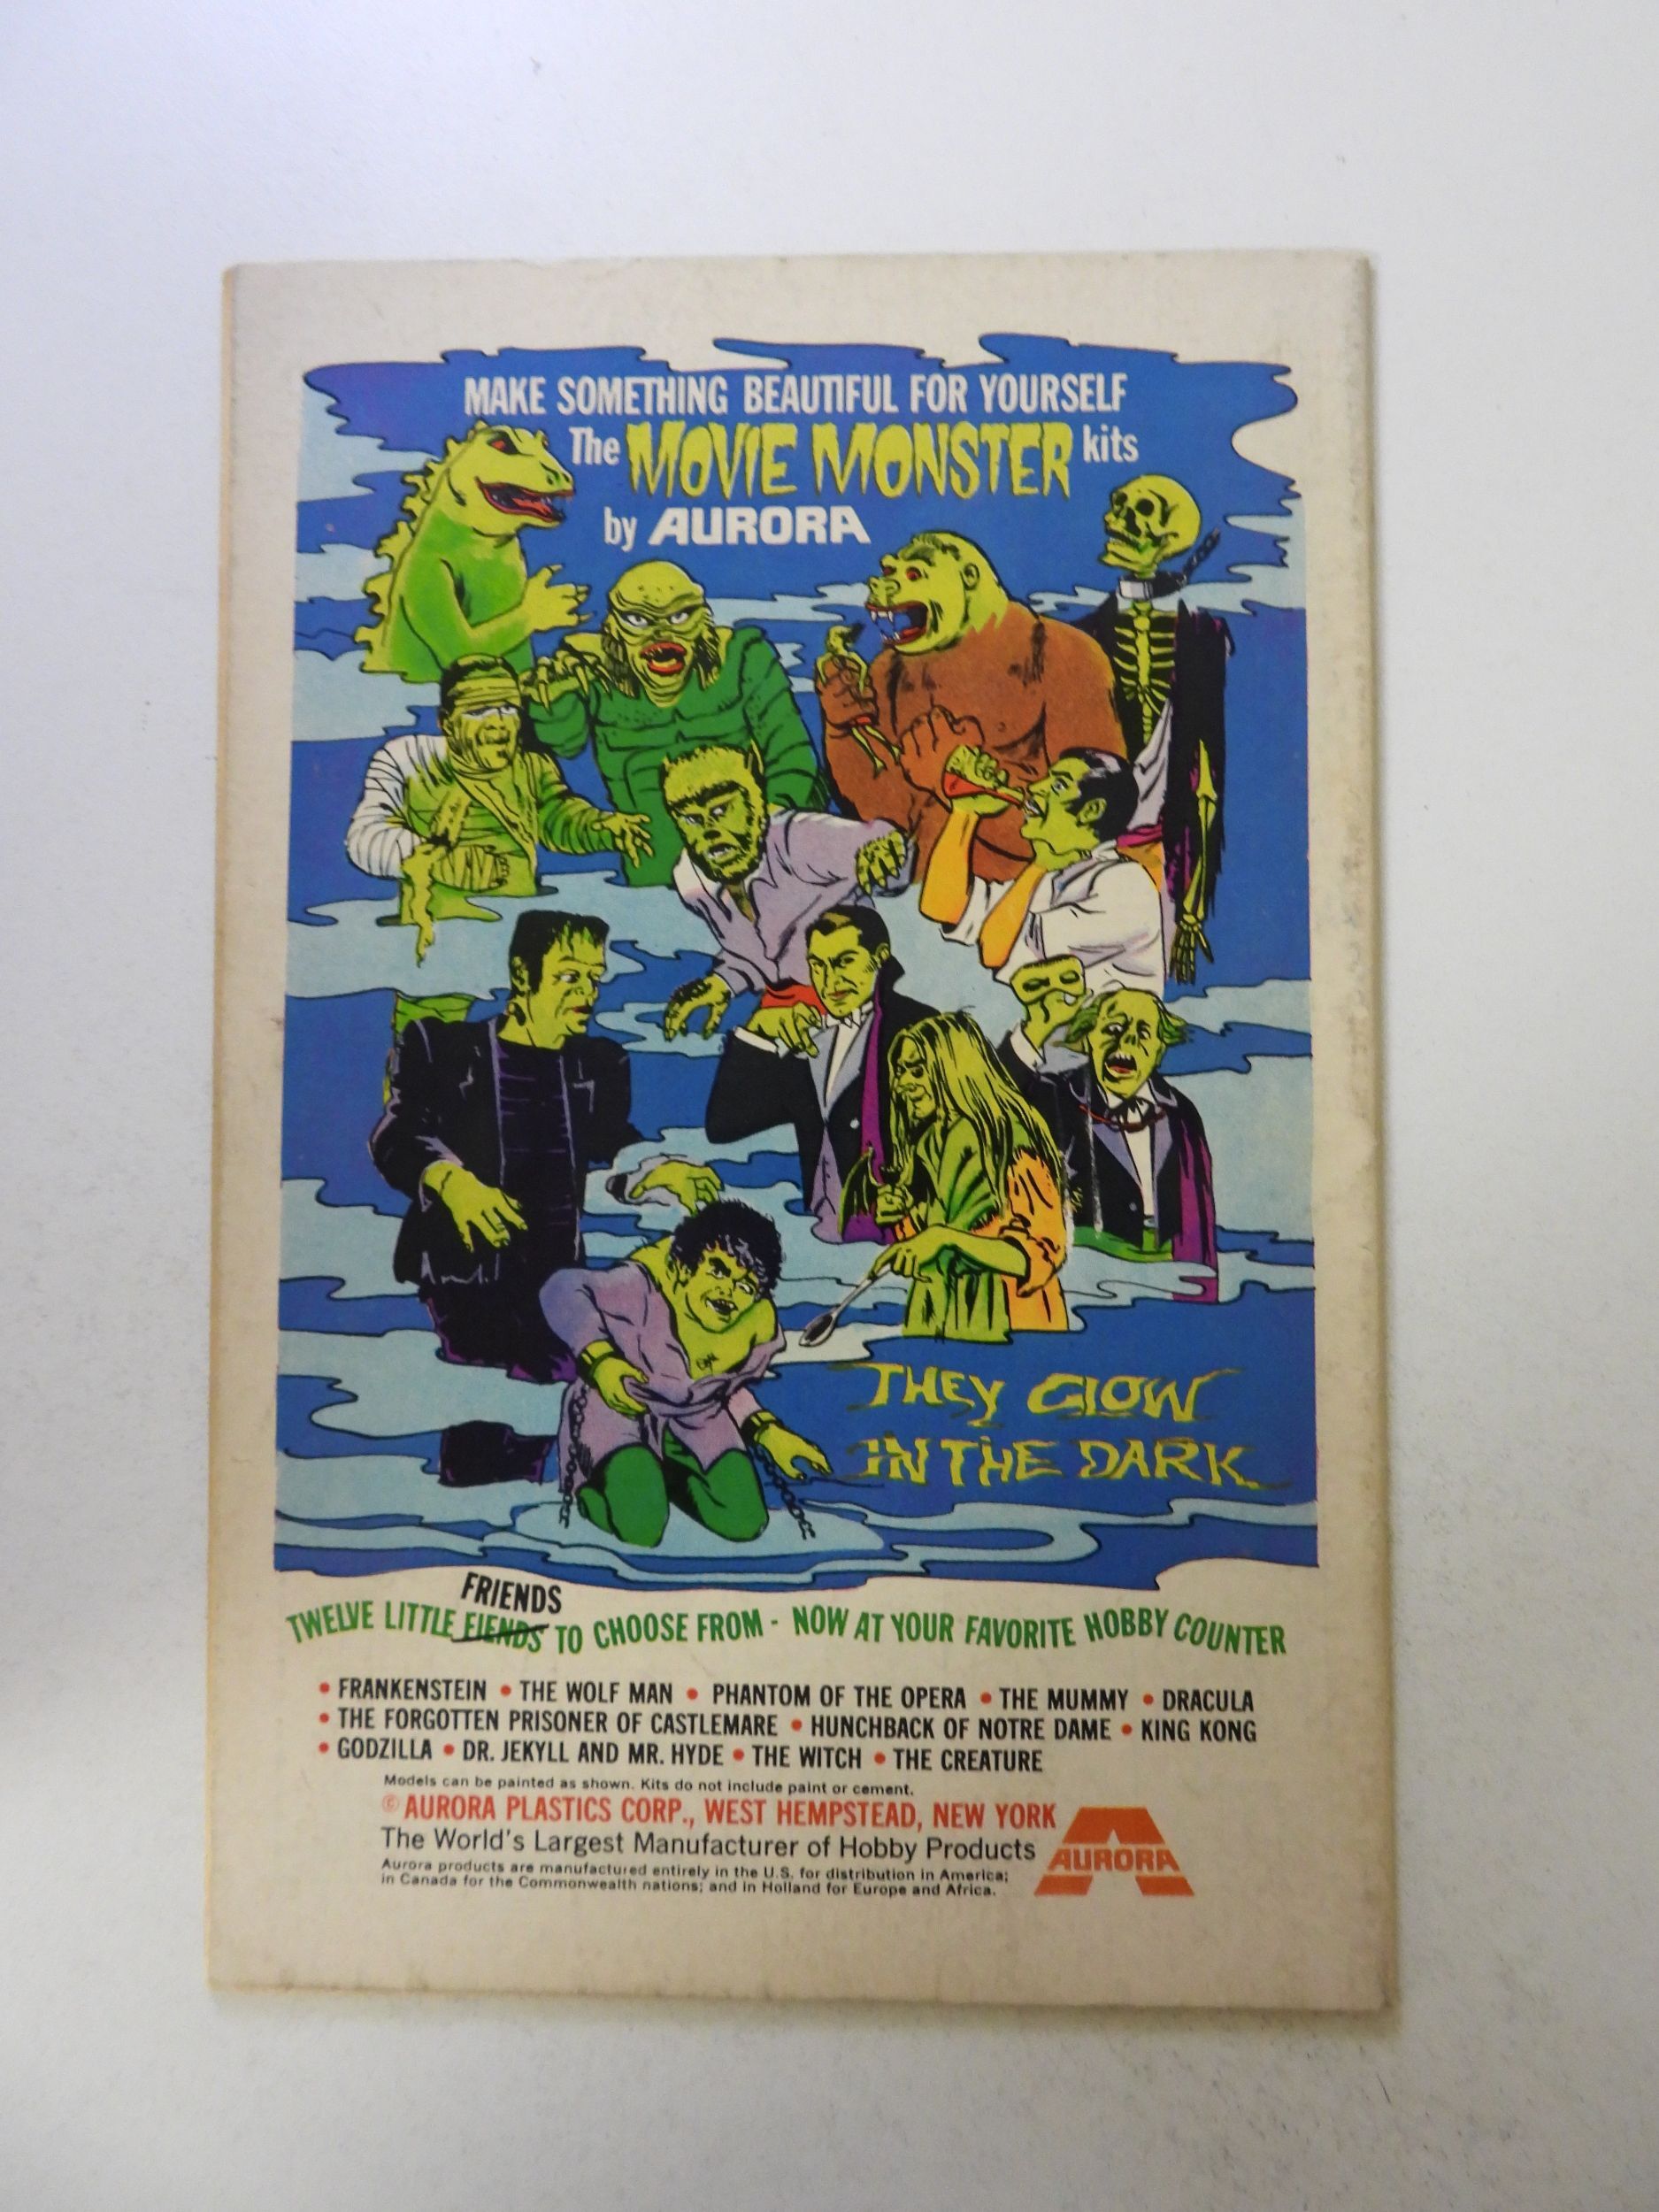 MAKE SOMETHING BEAUTIFUL FOR YOURSELF
The MOVIE MONSTER kits
by AURORA
THEY GLOW
IN THE DARK
FRIENDS
TWELVE LITTLE FIENDS TO CHOOSE FROM - NOW AT YOUR FAVORITE HOBBY COUNTER
• FRANKENSTEIN • THE WOLF MAN • PHANTOM OF THE OPERA • THE MUMMY • DRACULA
• THE FORGOTTEN PRISONER OF CASTLEMARE • HUNCHBACK OF NOTRE DAME • KING KONG
• GODZILLA • DR. JEKYLL AND MR. HYDE • THE WITCH • THE CREATURE
Models can be painted as shown. Kits do not include paint or cement.
© AURORA PLASTICS CORP., WEST HEMPSTEAD, NEW YORK
The World's Largest Manufacturer of Hobby Products
Aurora products are manufactured entirely in the U.S. for distribution in America;
in Canada for the Commonwealth nations; and in Holland for Europe and Africa.
AURORA